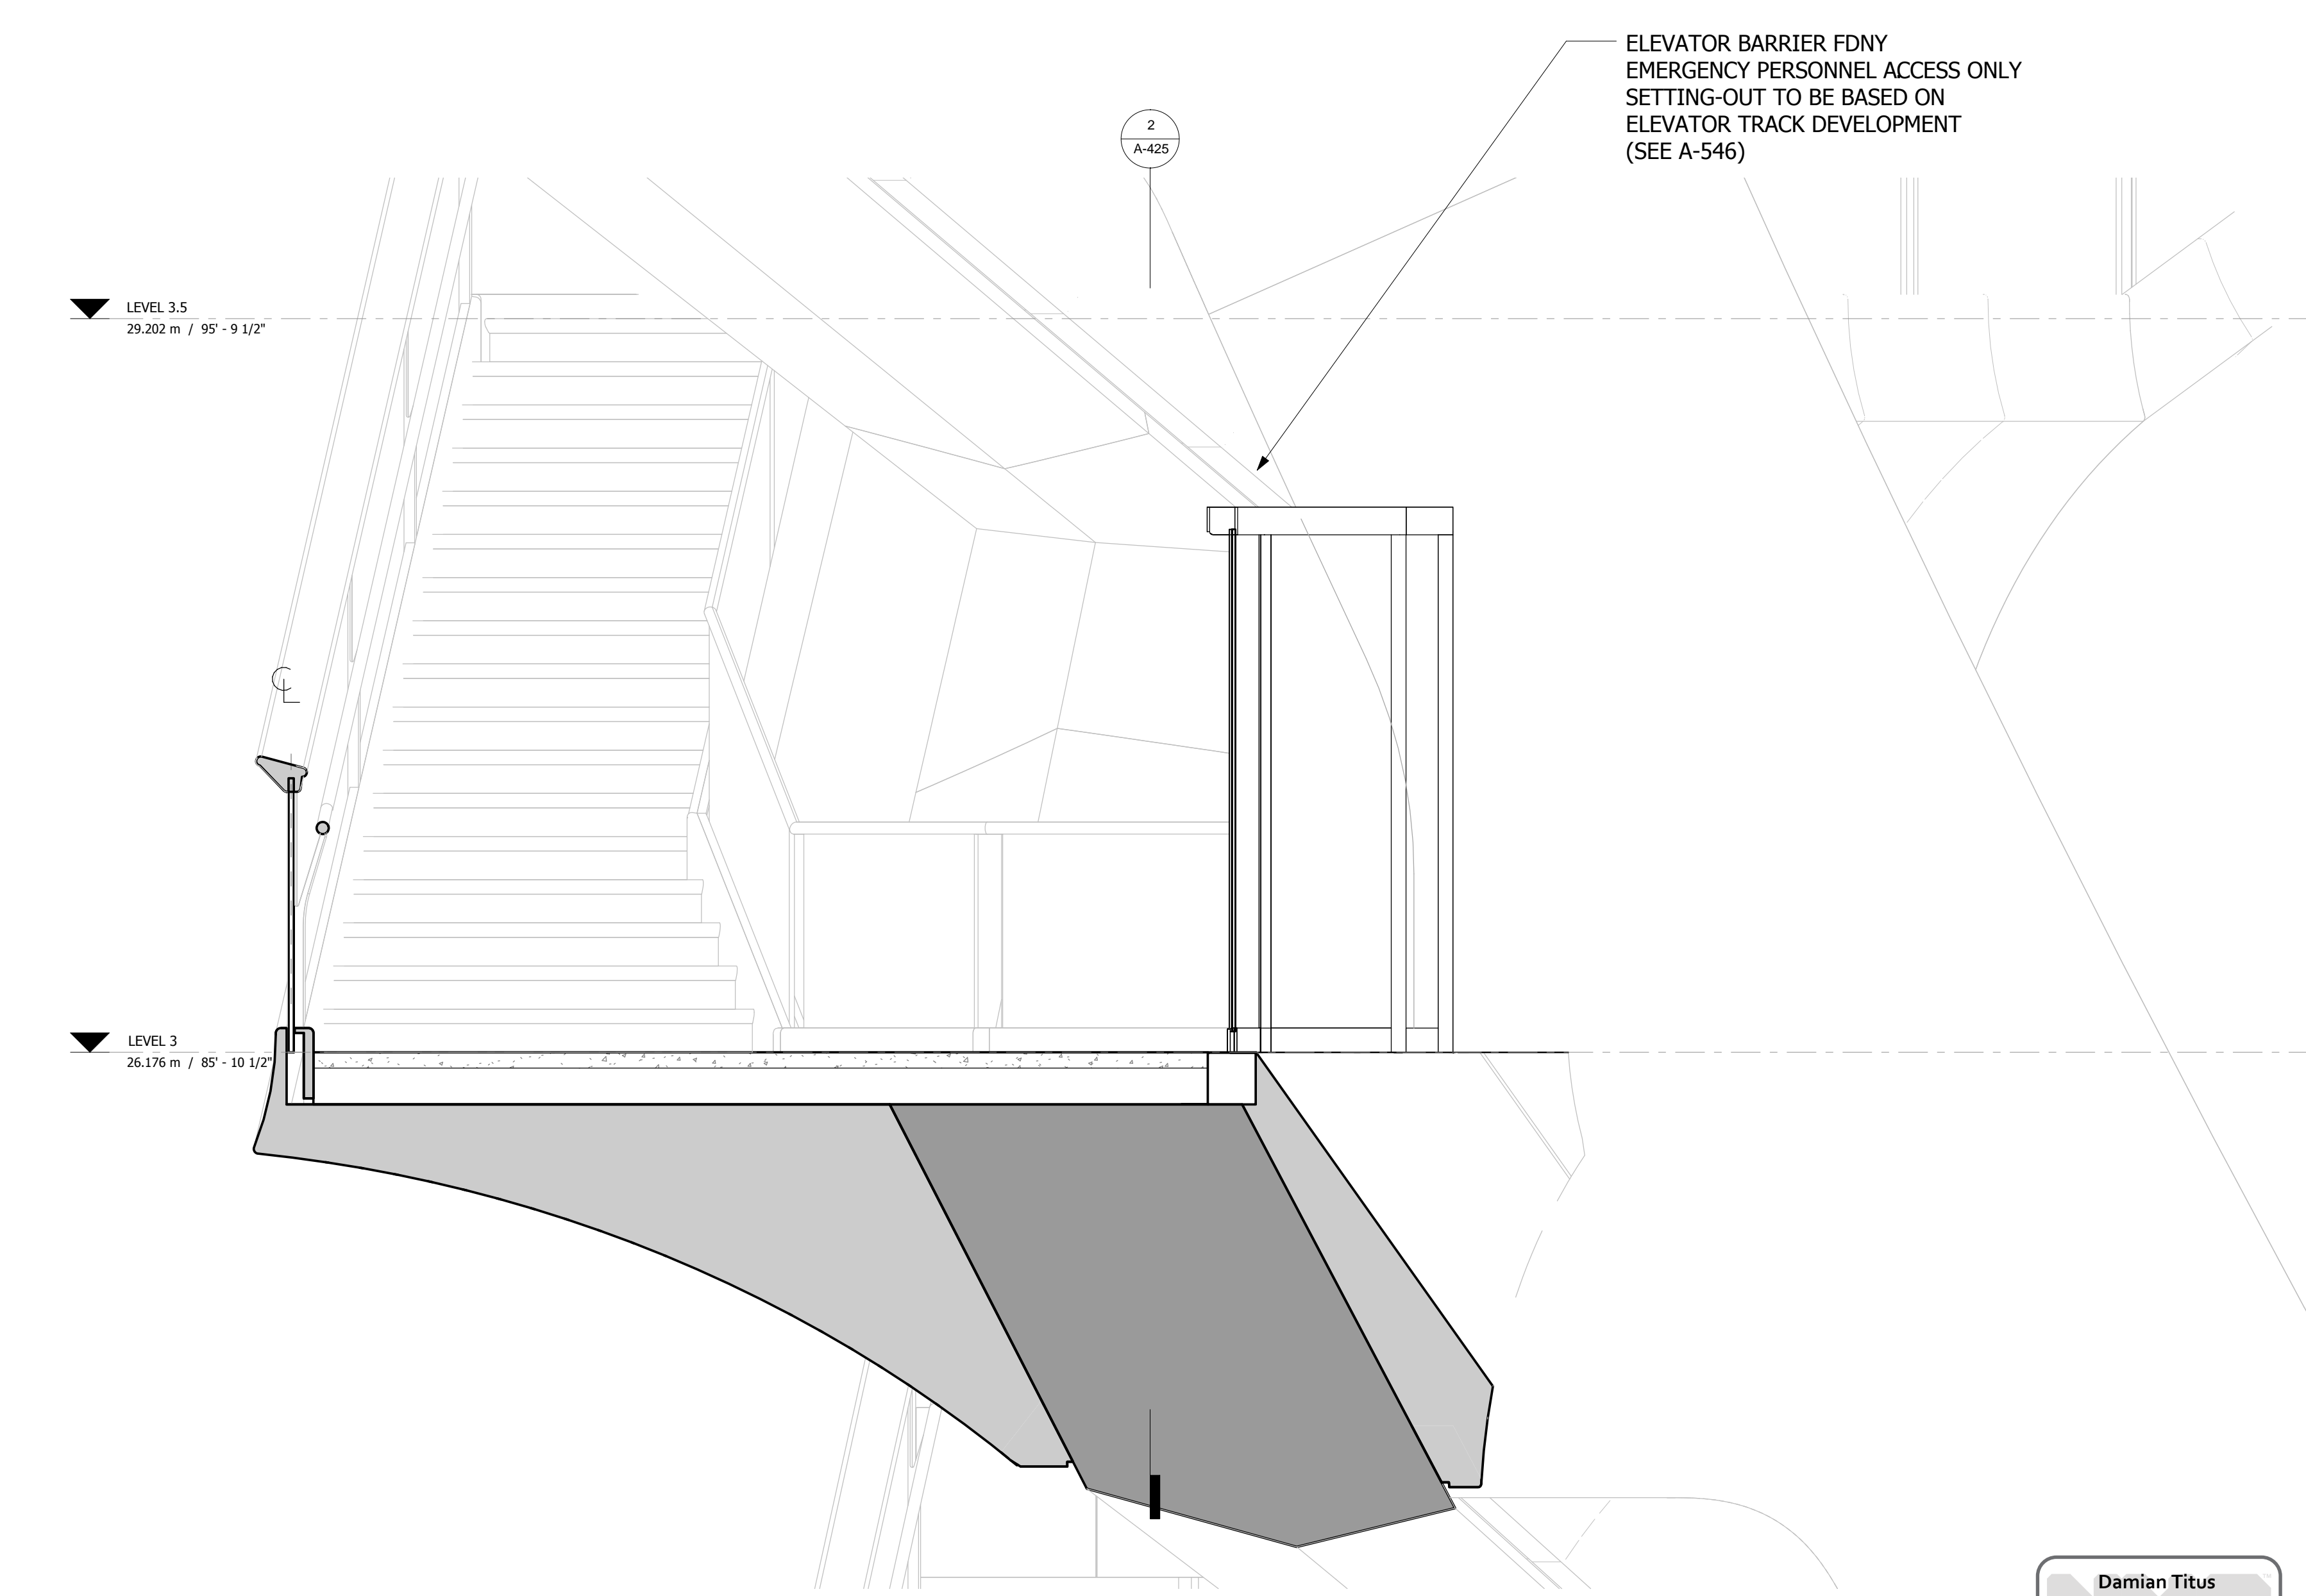 ELEVATOR BARRIER FDNY
EMERGENCY PERSONNEL ACCESS ONLY
SETTING-OUT TO BE BASED ON
ELEVATOR TRACK DEVELOPMENT
(SEE A-546)
2
A-425
LEVEL 3.5
29.202 m / 95' - 9 1/2"
CL
LEVEL 3
26.176 m / 85' - 10 1/2"
Damian Titus